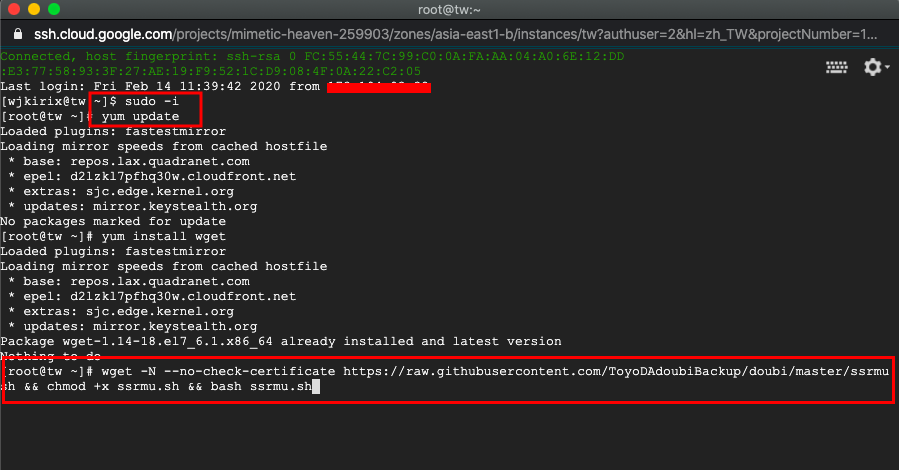 root@tw:~
ssh.cloud.google.com/projects/mimetic-heaven-259903/zones/asia-east1-b/instances/tw?authuser=2&hl=zh_TW&projectNumber=1...
Connected, host fingerprint: ssh-rsa 0 FC:55:44:7C:99:C0:0A:FA:AA:04:A0:6E:12:DD
:E3:77:58:93:3F:27:AE:19:F9:52:1C:D9:08:4F:0A:22:C2:05
Last login: Fri Feb 14 11:39:42 2020 from
[wjkirix@tw ~]$ sudo -i
[root@tw ~]# yum update
Loaded plugins: fastestmirror
Loading mirror speeds from cached hostfile
* base: repos.lax.quadranet.com
* epel: d2lzkl7pfhq30w.cloudfront.net
* extras: sjc.edge.kernel.org
* updates: mirror.keystealth.org
No packages marked for update
[root@tw ~]# yum install wget
Loaded plugins: fastestmirror
Loading mirror speeds from cached hostfile
* base: repos.lax.quadranet.com
* epel: d2lzkl7pfhq30w.cloudfront.net
* extras: sjc.edge.kernel.org
* updates: mirror.keystealth.org
Package wget-1.14-18.el7_6.1.x86_64 already installed and latest version
Nothing to do
[root@tw ~]# wget -N --no-check-certificate https://raw.githubusercontent.com/ToyoDAdoubiBackup/doubi/master/ssrmu
sh && chmod +x ssrmu.sh && bash ssrmu.sh